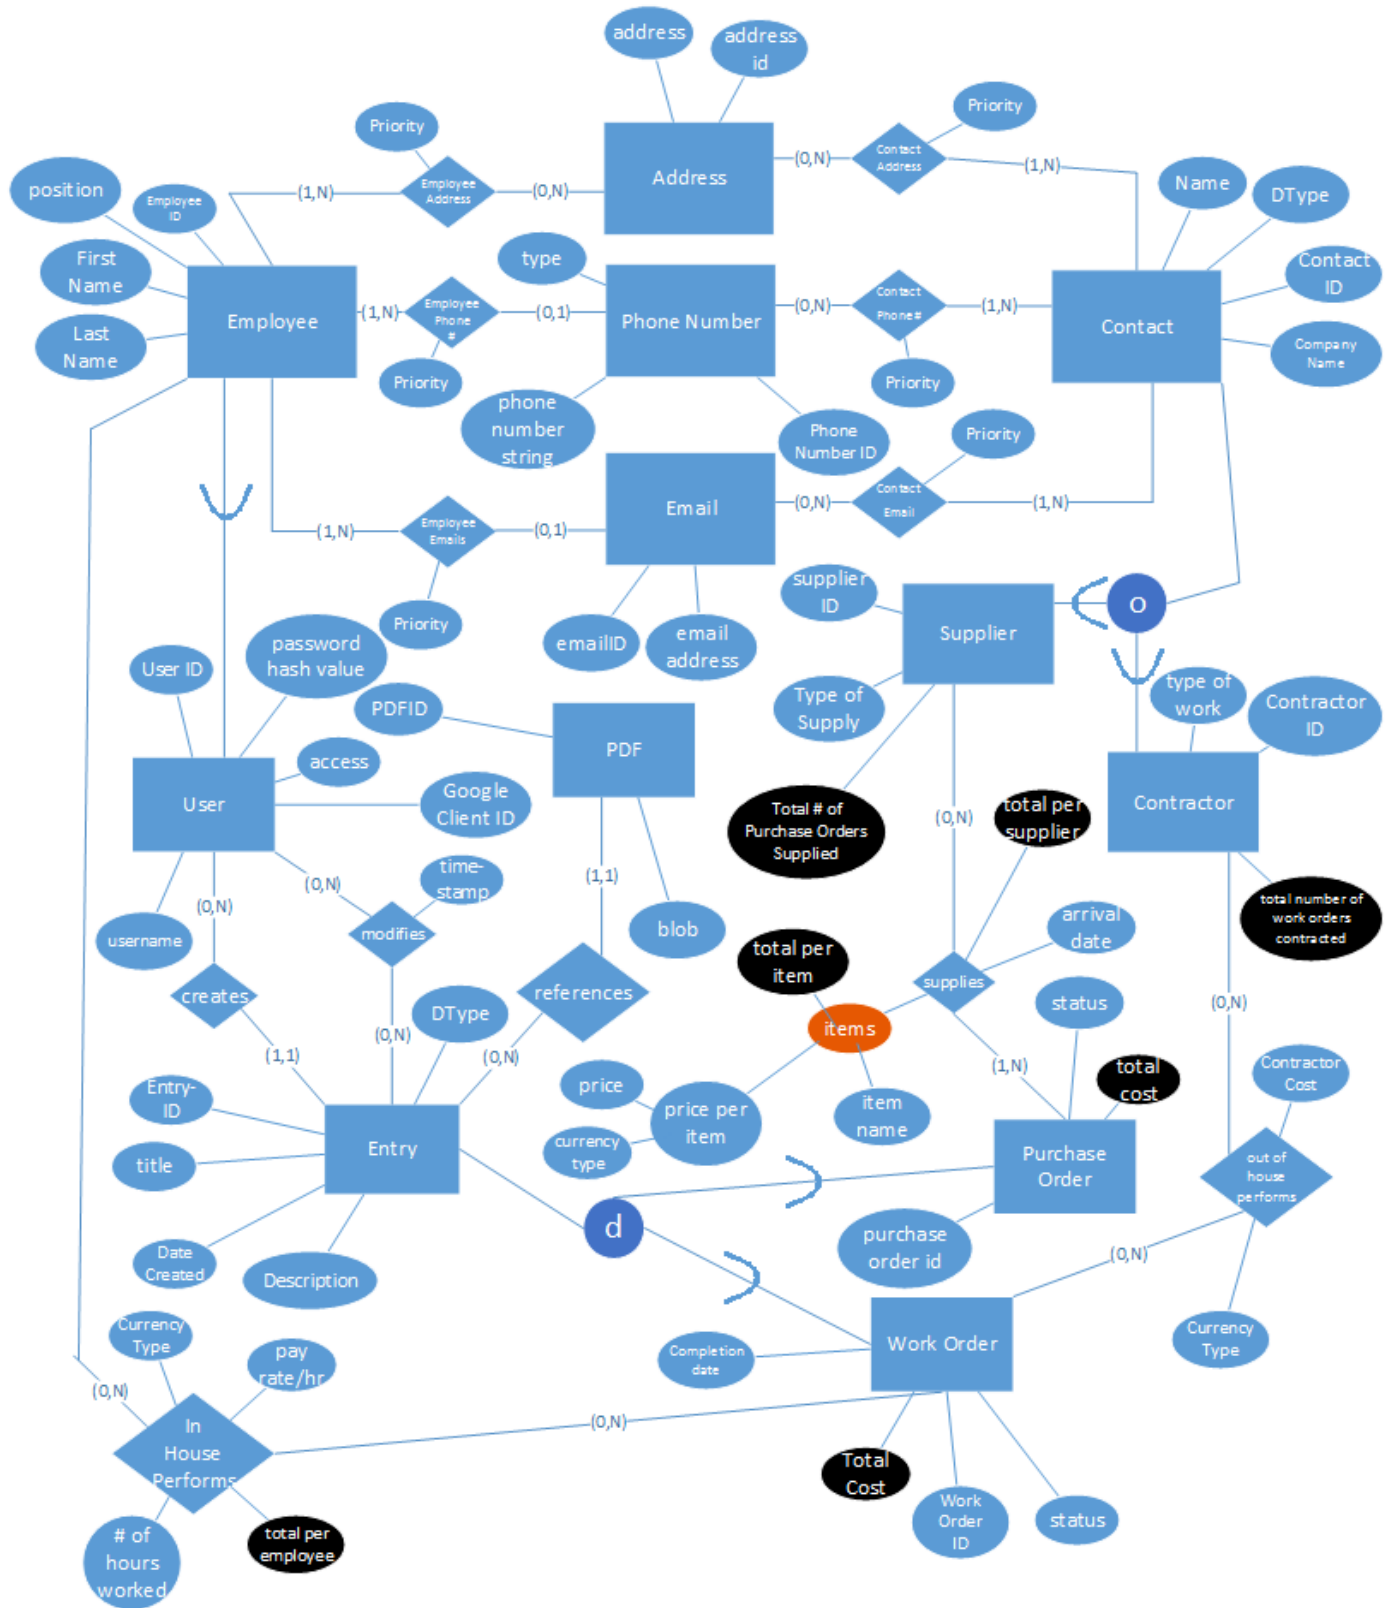 address
address
id
Priority
Priority
Address
Contact
Address
(0,N)
(1,N)
Employee
Address
(1,N)
(0,N)
position
Employee
ID
Name
DType
First
Name
type
Contact
ID
Employee
(1,N)
Employee
Phone
#
(0,1)
Phone Number
(0,N)
Contact
Phone#
(1,N)
Contact
Last
Name
Company
Name
Priority
Priority
phone
number
string
Phone
Number ID
Priority
Email
(0,N)
Contact
Email
(1,N)
(1,N)
Employee
Emails
(0,1)
supplier
ID
O
Priority
emailID
email
address
Supplier
password
hash value
User ID
PDFID
Type of
Supply
type of
work
Contractor
ID
PDF
access
User
Google
Client ID
Total # of
Purchase Orders
Supplied
(0,N)
total per
supplier
Contractor
(0,N)
(0,N)
time-
stamp
(1,1)
username
modifies
blob
total per
item
arrival
date
total number of
work orders
contracted
creates
references
supplies
status
(0,N)
DType
(0,N)
items
(1,1)
(0,N)
(1,N)
total
cost
Contractor
Cost
Entry-
ID
price
price per
item
item
name
currency
type
title
Entry
Purchase
Order
out of
house
performs
d
purchase
order id
(0,N)
Date
Created
Description
Currency
Type
pay
rate/hr
Completion
date
Work Order
Currency
Type
(0,N)
(0,N)
In
House
Performs
Total
Cost
Work
Order
ID
status
# of
hours
worked
total per
employee